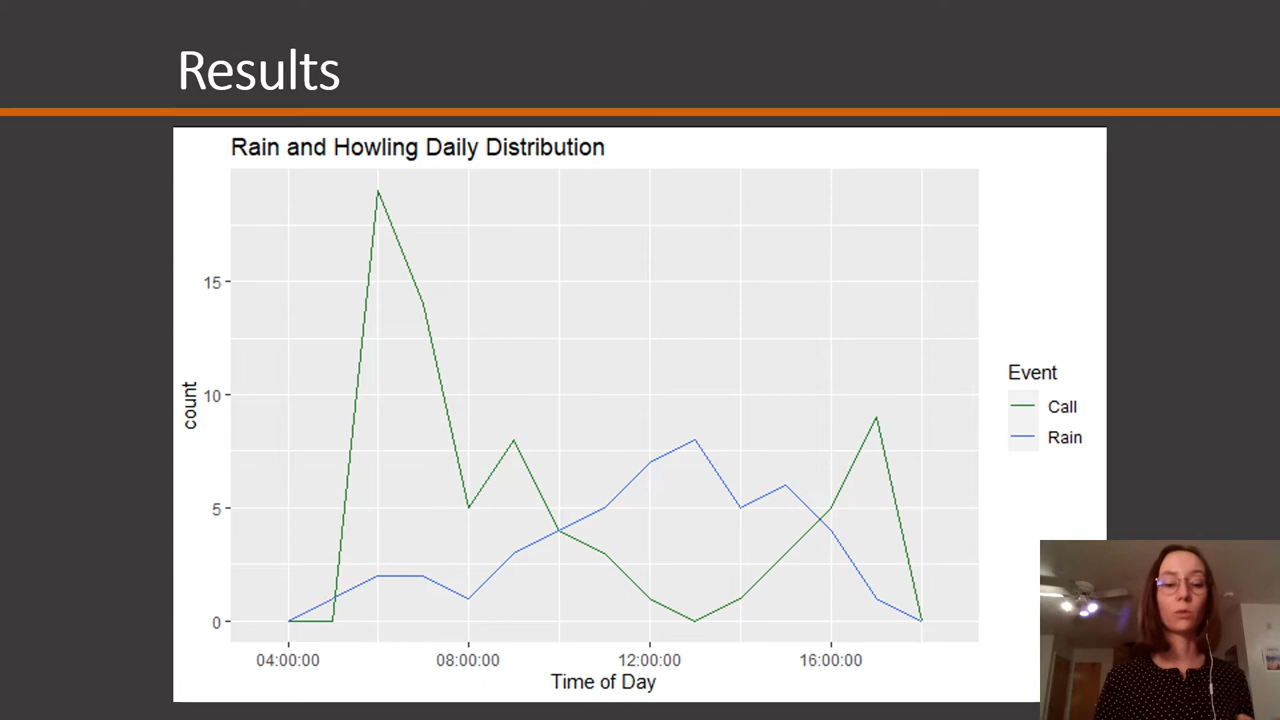 Results
Rain and Howling Daily Distribution
15
10
5
0
count
04:00:00 08:00:00 12:00:00 16:00:00
Time of Day
Event
Call
Rain